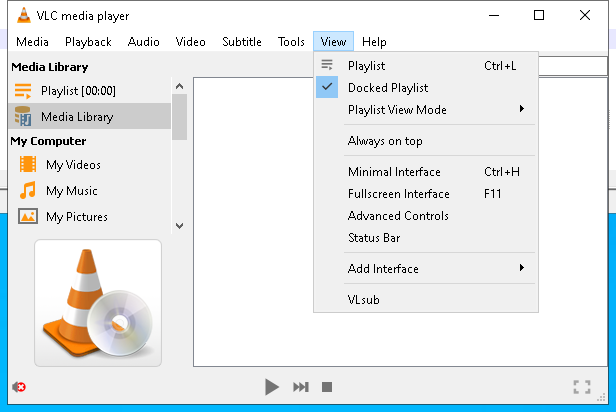 VLC media player
Media Playback Audio Video Subtitle Tools View Help
Media Library
Playlist [00:00]
Media Library
My Computer
My Videos
My Music
My Pictures
Playlist Ctrl+L
Docked Playlist
Playlist View Mode
Always on top
Minimal Interface Ctrl+H
Fullscreen Interface F11
Advanced Controls
Status Bar
Add Interface
VLsub